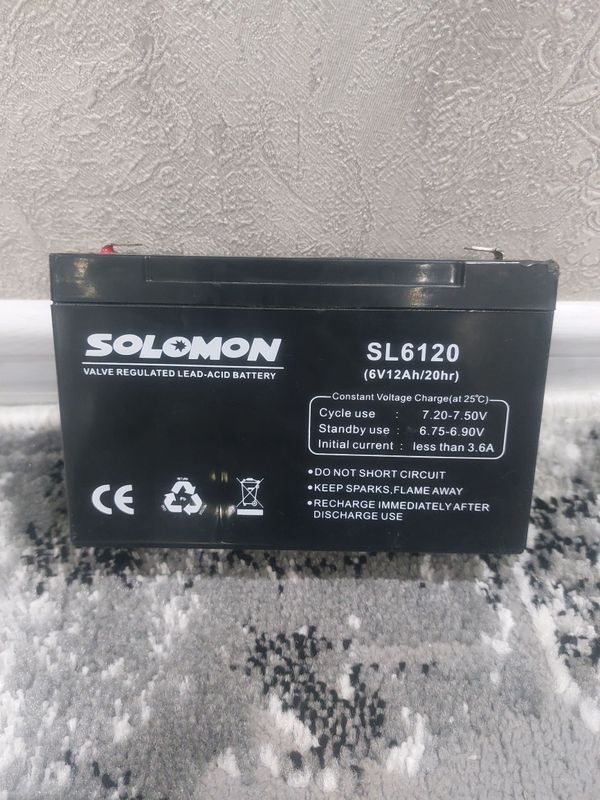 SOLOMON
VALVE REGULATED LEAD-ACID BATTERY
SL6120
(6V12Ah/20hr)
Constant Voltage Charge(at 25℃)
Cycle use : 7.20-7.50V
Standby use : 6.75-6.90V
Initial current : less than 3.6A
•DO NOT SHORT CIRCUIT
•KEEP SPARKS,FLAME AWAY
•RECHARGE IMMEDIATELY AFTER
DISCHARGE USE
CE
Pb